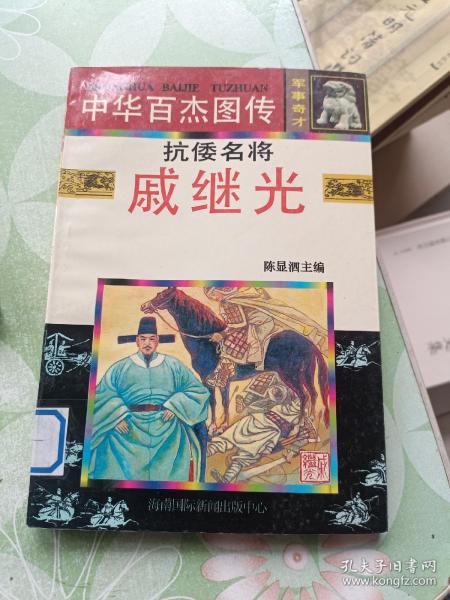 ZHONGHUA BAIJIE TUZHUAN
中华百杰图传
军事奇才
抗倭名将
戚继光
陈显泗主编
海南国际新闻出版中心
孔夫子旧书网
www.kongfz.com